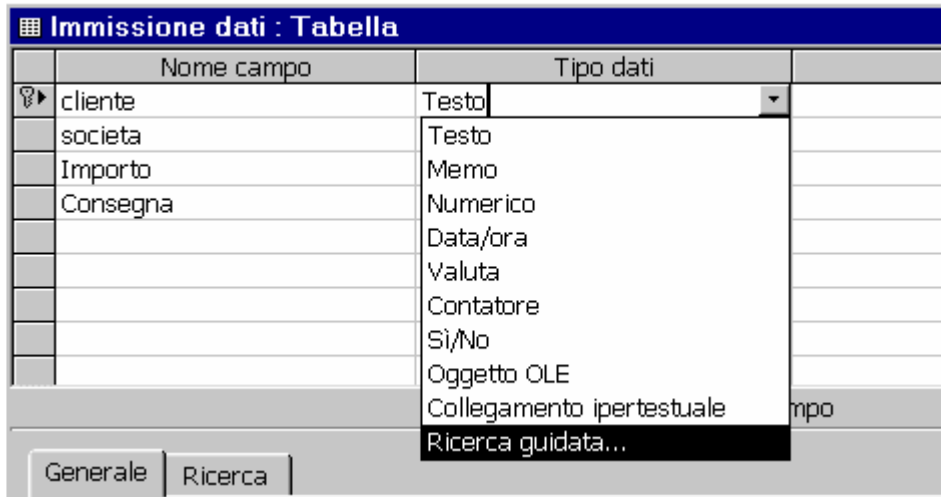 Immissione dati : Tabella
Nome campo Tipo dati
cliente Testo
societa Testo
Importo Memo
Consegna Numerico
Data/ora
Valuta
Contatore
Sì/No
Oggetto OLE
Collegamento ipertestuale mpo
Ricerca guidata...
Generale Ricerca